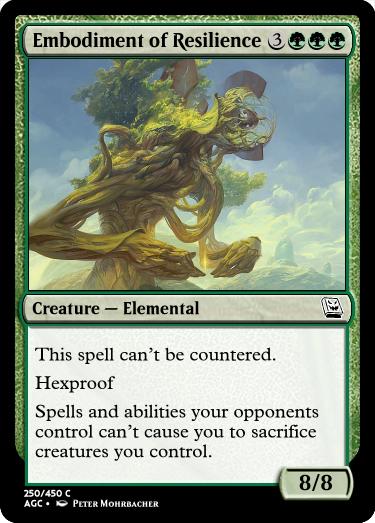 Embodiment of Resilience 3
Creature — Elemental
This spell can't be countered.
Hexproof
Spells and abilities your opponents
control can't cause you to sacrifice
creatures you control.
8/8
250/450 C
AGC • Peter Mohrbacher